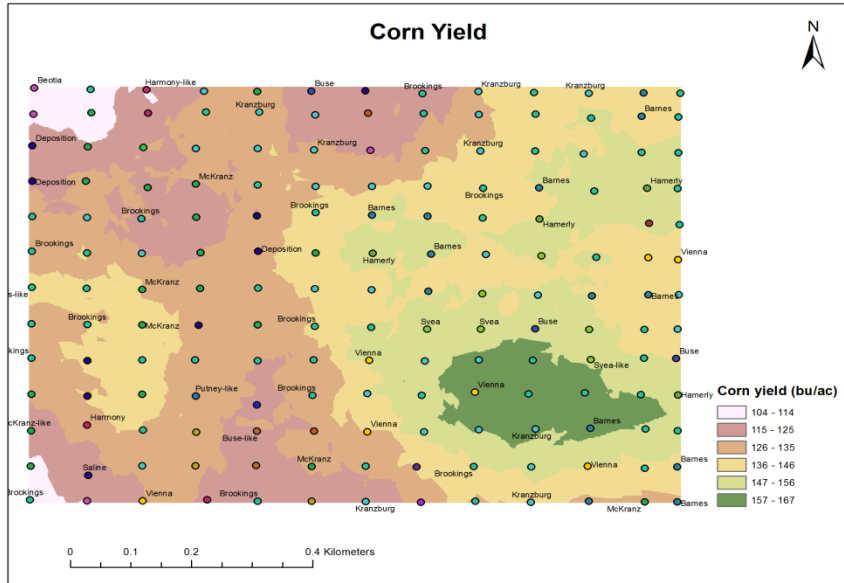 Corn Yield
N
Beotia
Harmony-like
Buse
Brookings
Kranzburg
Kranzburg
Kranzburg
Barnes
Deposition
Kranzburg
Kranzburg
Deposition
McKranz
Barnes
Hamerly
Brookings
Brookings
Barnes
Brookings
Hamerly
Brookings
Deposition
Hamerly
Barnes
Vienna
s-like
McKranz
Barnes
Brookings
McKranz
Brookings
Svea
Svea
Buse
kings
Vienna
Svea-like
Buse
Putney-like
Brookings
Vienna
Hamerly
Corn yield (bu/ac)
104 - 114
115 - 125
126 - 135
136 - 146
147 - 156
157 - 167
McKranz-like
Harmony
Buse-like
Vienna
Kranzburg
Barnes
Saline
McKranz
Brookings
Vienna
Barnes
Brookings
Vienna
Brookings
Kranzburg
Kranzburg
McKranz
Barnes
0 0.1 0.2 0.4 Kilometers